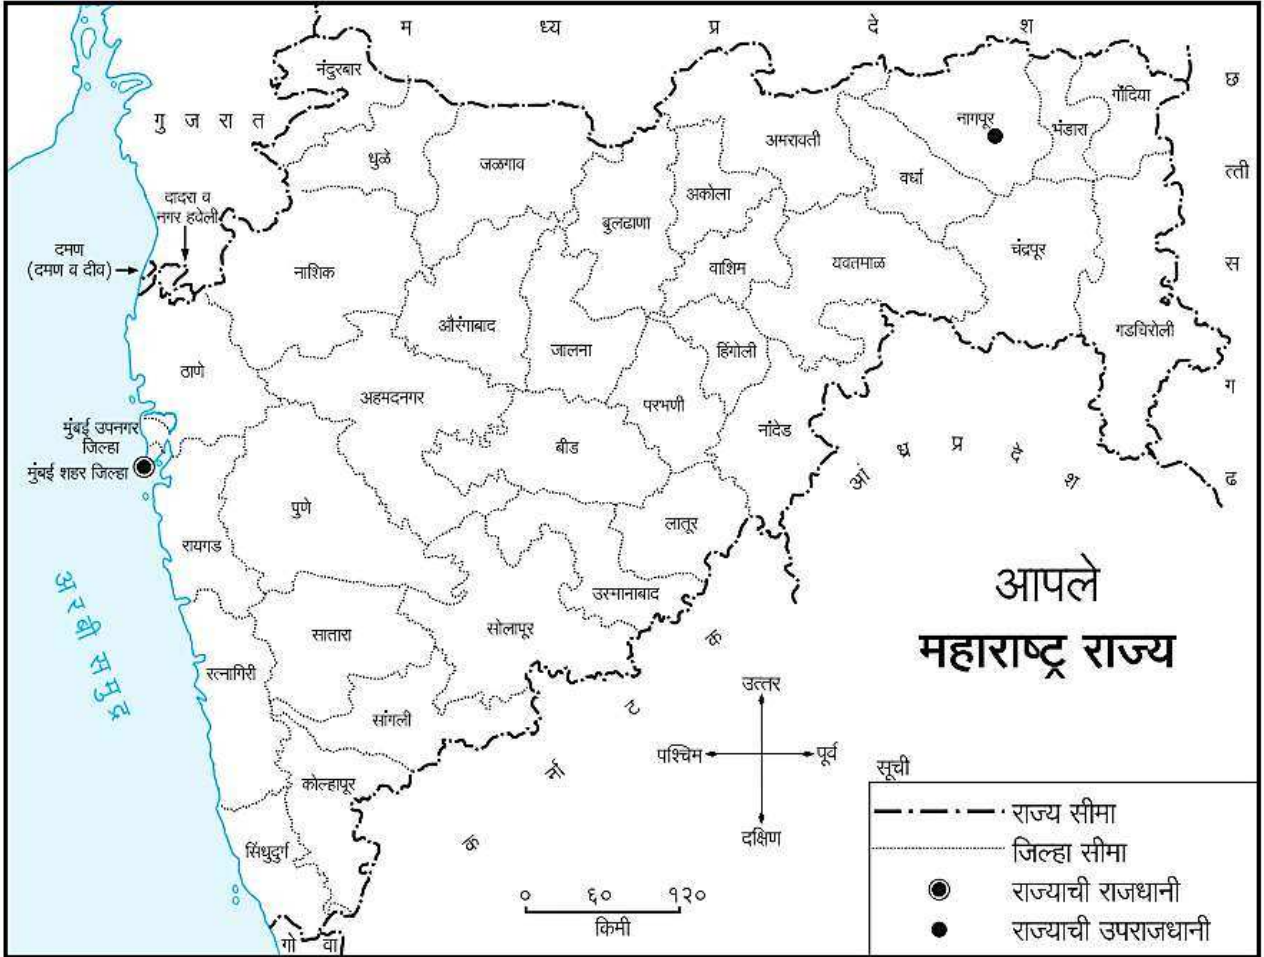 म ध्य प्र दे श
नंदुरबार
गोंदिया
छ
गु ज रा त
धुळे
जळगाव
अमरावती
नागपूर
भंडारा
त्ती
दादरा व
नगर हवेली
अकोला
वर्धा
बुलढाणा
दमण
(दमण व दीव)
नाशिक
वाशिम
यवतमाळ
चंद्रपूर
स
औरंगाबाद
जालना
हिंगोली
गडचिरोली
ठाणे
अहमदनगर
परभणी
ग
मुंबई उपनगर
जिल्हा
बीड
नांदेड
आं ध्र प्र दे श
मुंबई शहर जिल्हा
ढ
पुणे
लातूर
रायगड
अरबी समुद्र
उस्मानाबाद
आपले
महाराष्ट्र राज्य
सातारा
सोलापूर
रत्नागिरी
क र्ना ट क
सांगली
उत्तर
पश्चिम
पूर्व
दक्षिण
कोल्हापूर
सिंधुदुर्ग
गो वा
० ६० १२०
किमी
सूची
राज्य सीमा
जिल्हा सीमा
राज्याची राजधानी
राज्याची उपराजधानी